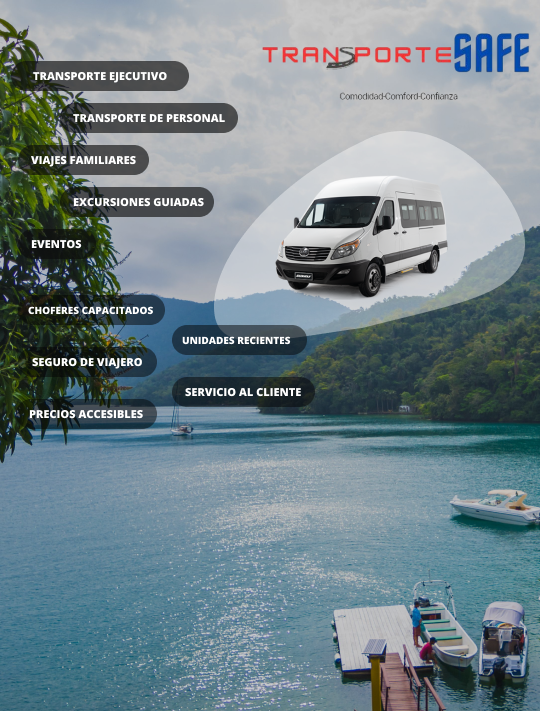 TRANSPORTE SAFE
Comodidad-Comford-Confianza
TRANSPORTE EJECUTIVO
TRANSPORTE DE PERSONAL
VIAJES FAMILIARES
EXCURSIONES GUIADAS
EVENTOS
CHOFERES CAPACITADOS
UNIDADES RECIENTES
SEGURO DE VIAJERO
SERVICIO AL CLIENTE
PRECIOS ACCESIBLES